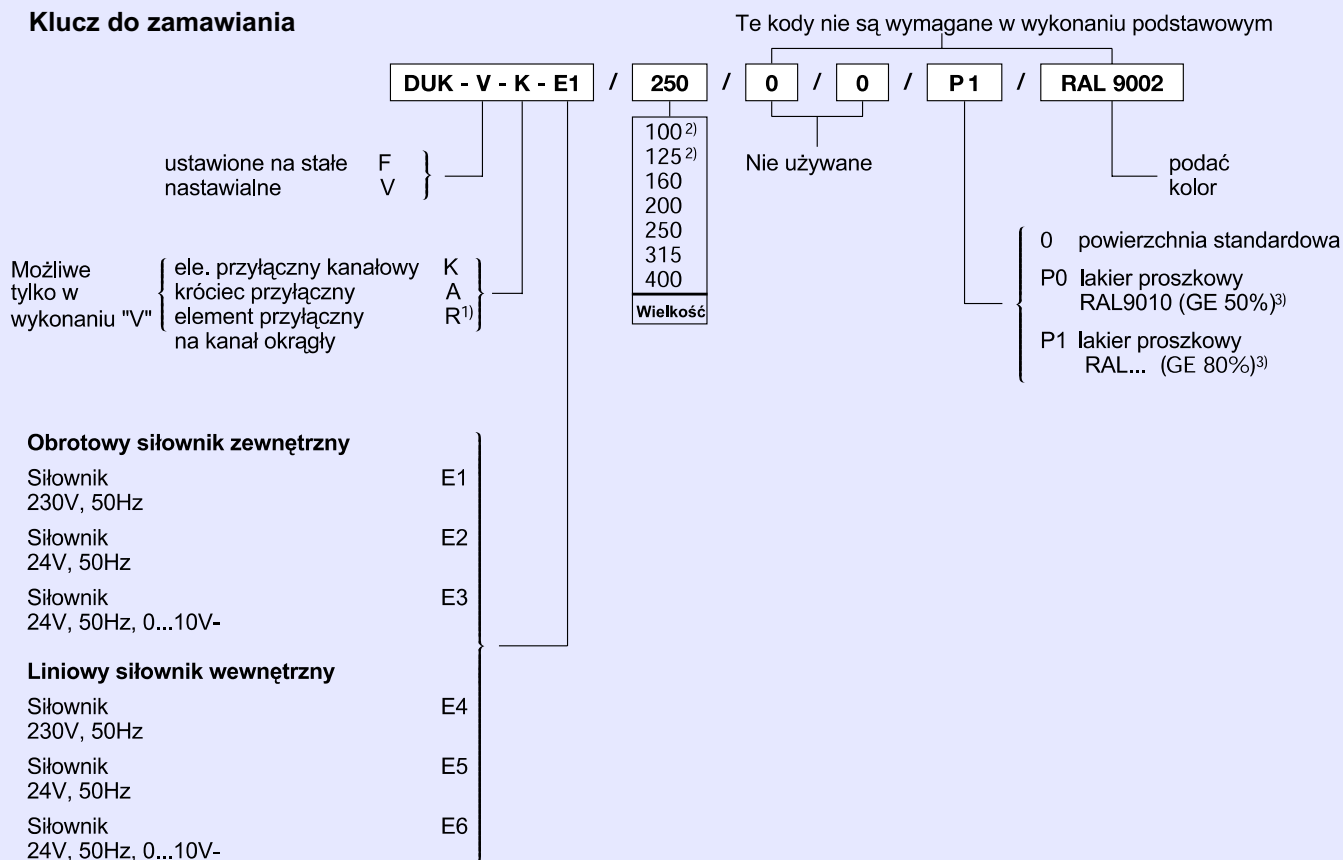 Klucz do zamawiania
Te kody nie są wymagane w wykonaniu podstawowym
DUK - V - K - E1 / 250 / 0 / 0 / P1 / RAL 9002
100 2)
125 2)
160
200
250
315
400
Wielkość
Nie używane
podać
kolor
ustawione na stałe F
nastawialne V
Możliwe
tylko w
wykonaniu "V"
ele. przyłączny kanałowy K
króciec przyłączny A
element przyłączny R1)
na kanał okrągły
0 powierzchnia standardowa
P0 lakier proszkowy
RAL9010 (GE 50%)3)
P1 lakier proszkowy
RAL... (GE 80%)3)
Obrotowy siłownik zewnętrzny
Siłownik E1
230V, 50Hz
Siłownik E2
24V, 50Hz
Siłownik E3
24V, 50Hz, 0...10V-
Liniowy siłownik wewnętrzny
Siłownik E4
230V, 50Hz
Siłownik E5
24V, 50Hz
Siłownik E6
24V, 50Hz, 0...10V-